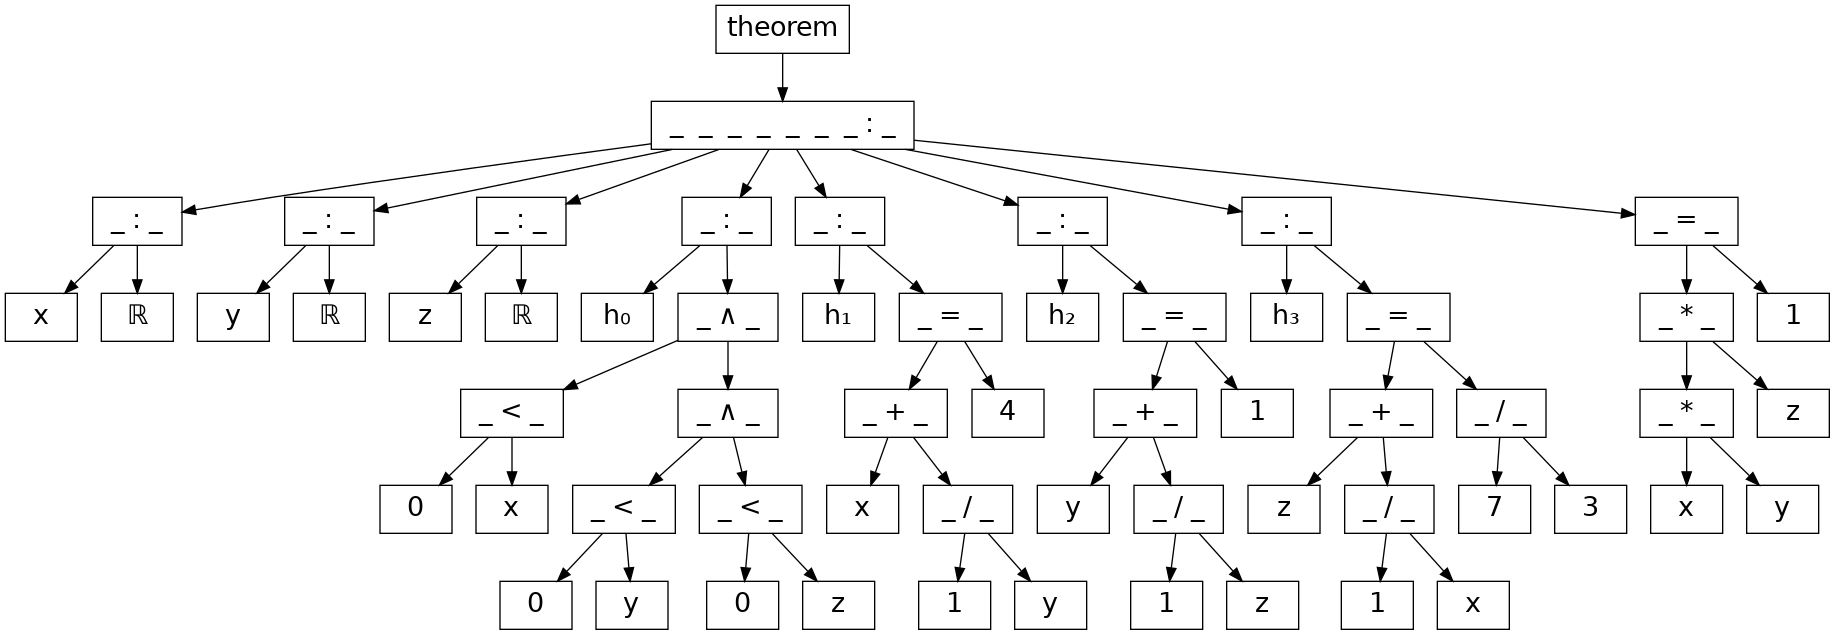 theorem
_ _ _ _ _ _ _ : _
_ : _ _ : _ _ : _ _ : _ _ : _ _ : _ _ : _ _ = _
x ℝ y ℝ z ℝ h₀ _ ∧ _ h₁ _ = _ h₂ _ = _ h₃ _ = _ _ * _ 1
_ < _ _ ∧ _ _ + _ 4 _ + _ 1 _ + _ _ / _ _ * _ z
0 x _ < _ _ < _ x _ / _ y _ / _ z _ / _ 7 3 x y
0 y 0 z 1 y 1 z 1 x